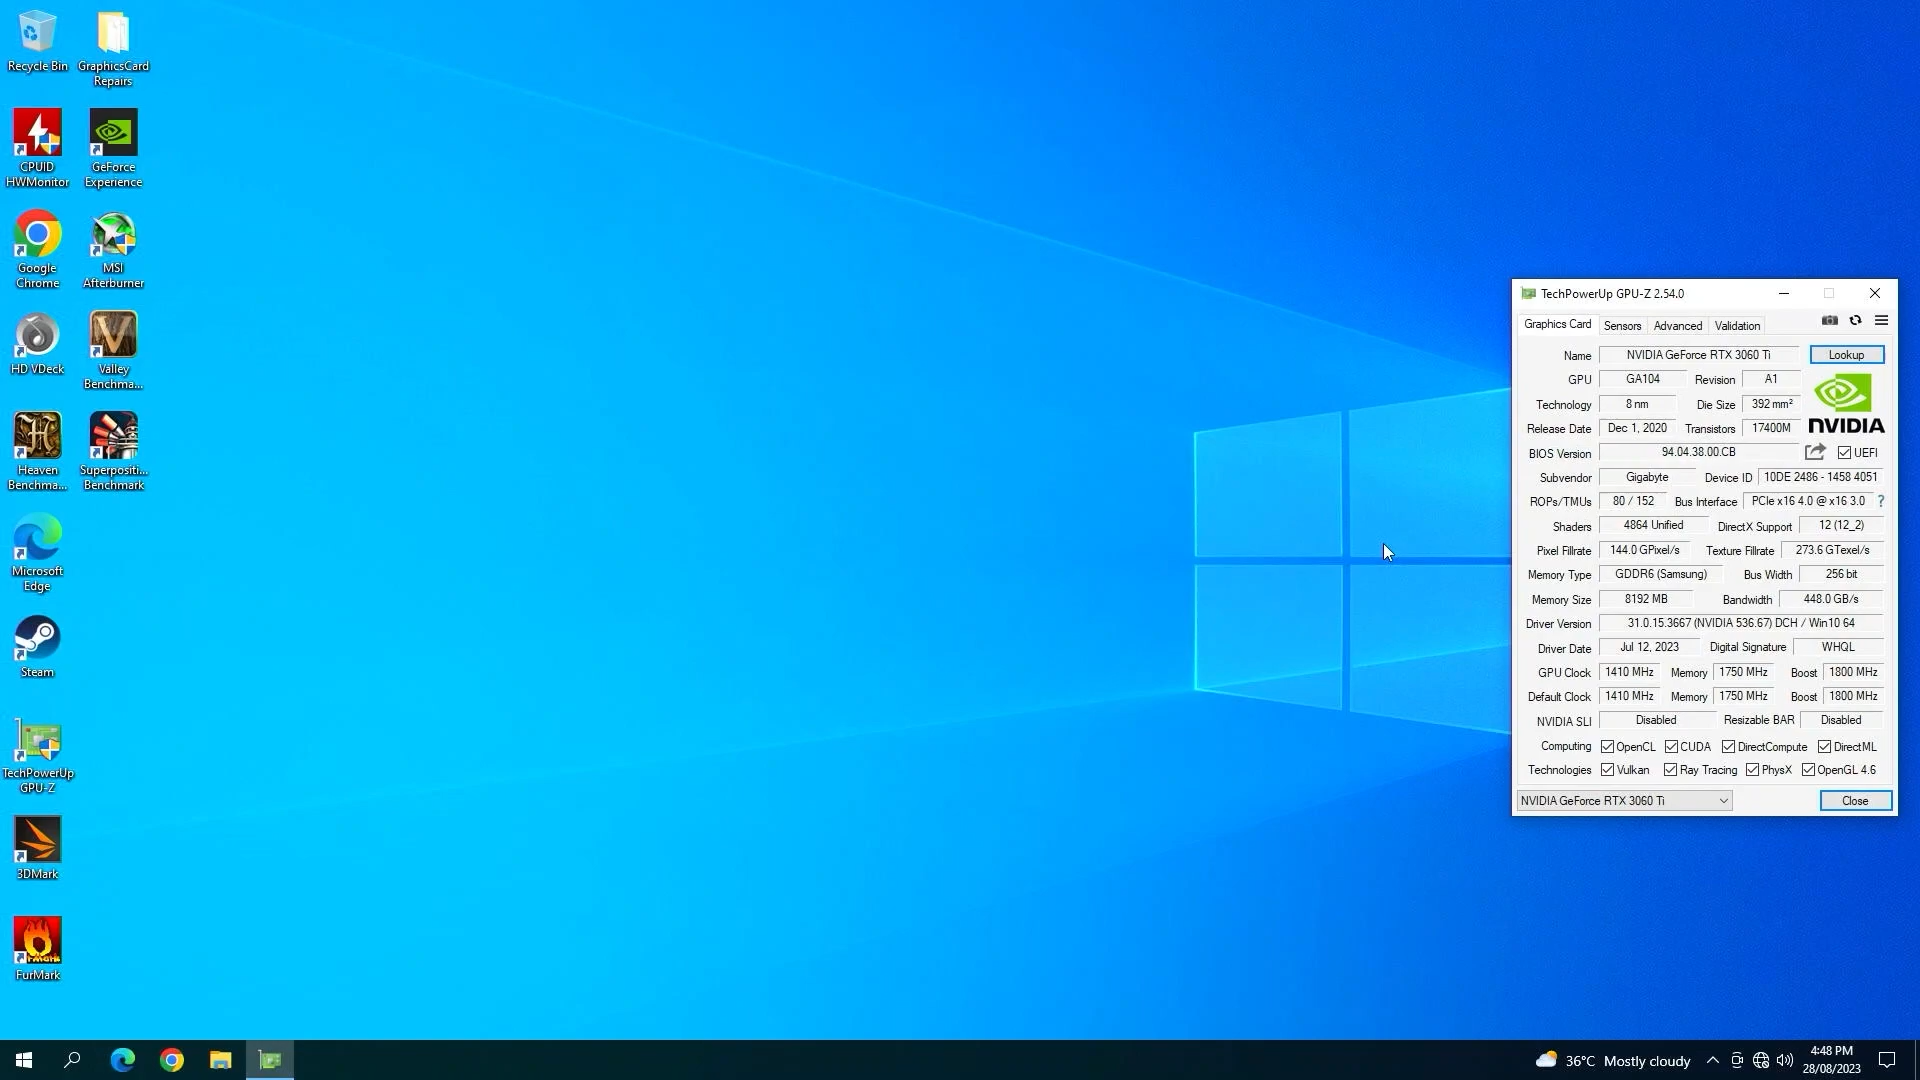 Recycle Bin
GraphicsCard
Repairs
CPUID
HWMonitor
GeForce
Experience
Google
Chrome
MSI
Afterburner
HD VDeck
Valley
Benchma...
Heaven
Benchma...
Superpositi...
Benchmark
Microsoft
Edge
Steam
TechPowerUp
GPU-Z
3DMark
FurMark
TechPowerUp GPU-Z 2.54.0
Graphics Card Sensors Advanced Validation
Name NVIDIA GeForce RTX 3060 Ti Lookup
GPU GA104 Revision A1
Technology 8 nm Die Size 392 mm²
Release Date Dec 1, 2020 Transistors 17400M
NVIDIA
BIOS Version 94.04.38.00.CB UEFI
Subvendor Gigabyte Device ID 10DE 2486 - 1458 4051
ROPs/TMUs 80 / 152 Bus Interface PCIe x16 4.0 @ x16 3.0 ?
Shaders 4864 Unified DirectX Support 12 (12_2)
Pixel Fillrate 144.0 GPixel/s Texture Fillrate 273.6 GTexel/s
Memory Type GDDR6 (Samsung) Bus Width 256 bit
Memory Size 8192 MB Bandwidth 448.0 GB/s
Driver Version 31.0.15.3667 (NVIDIA 536.67) DCH / Win10 64
Driver Date Jul 12, 2023 Digital Signature WHQL
GPU Clock 1410 MHz Memory 1750 MHz Boost 1800 MHz
Default Clock 1410 MHz Memory 1750 MHz Boost 1800 MHz
NVIDIA SLI Disabled Resizable BAR Disabled
Computing OpenCL CUDA DirectCompute DirectML
Technologies Vulkan Ray Tracing PhysX OpenGL 4.6
NVIDIA GeForce RTX 3060 Ti Close
36°C Mostly cloudy
4:48 PM
28/08/2023